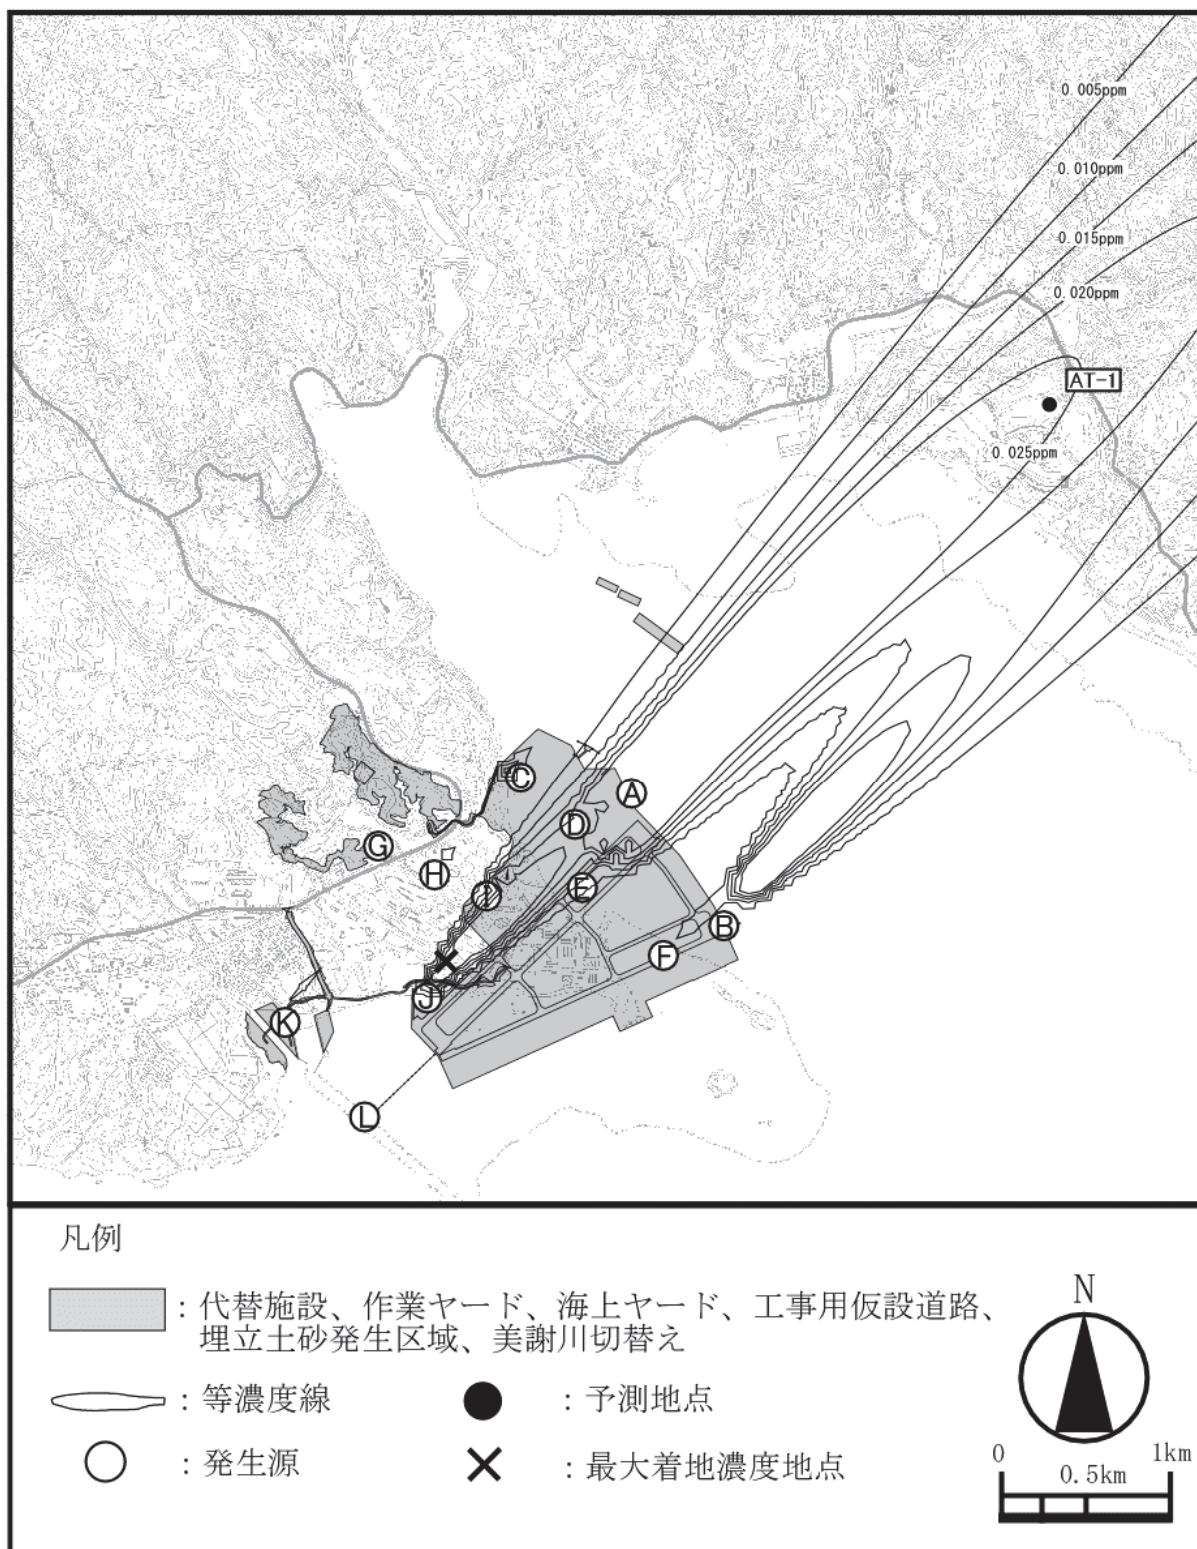 0.005ppm
0.010ppm
0.015ppm
0.020ppm
AT-1
0.025ppm
C
A
D
G
H
E
I
B
F
J
K
L
凡例
：代替施設、作業ヤード、海上ヤード、工事用仮設道路、
埋立土砂発生区域、美謝川切替え
：等濃度線
：予測地点
：発生源
：最大着地濃度地点
N
0 1km
0.5km